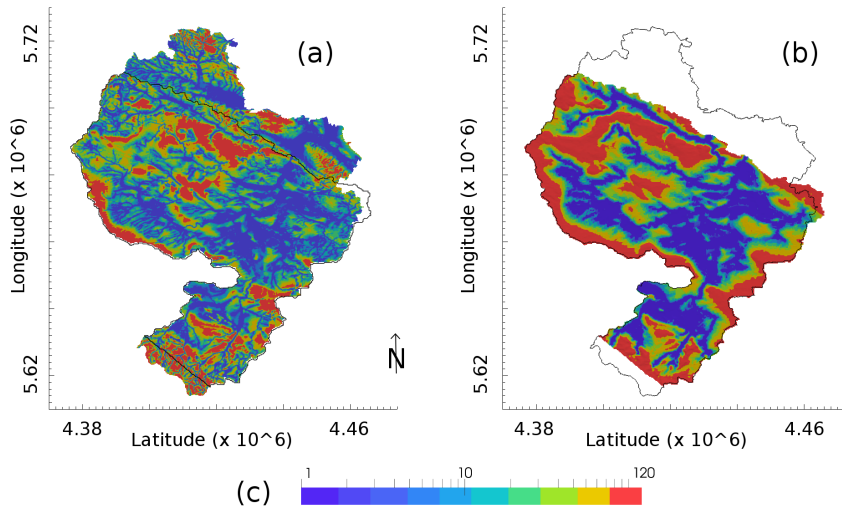 (a)
(b)
5.72
5.72
Longitude (x 10^6)
Longitude (x 10^6)
N
5.62
5.62
4.38
4.46
4.38
4.46
Latitude (x 10^6)
Latitude (x 10^6)
(c)
1
10
120